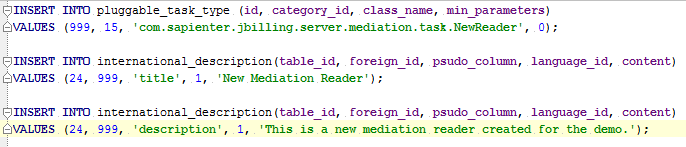 INSERT INTO pluggable_task_type (id, category_id, class_name, min_parameters)
VALUES (999, 15, 'com.sapienter.jbilling.server.mediation.task.NewReader', 0);
INSERT INTO international_description(table_id, foreign_id, psudo_column, language_id, content)
VALUES (24, 999, 'title', 1, 'New Mediation Reader');
INSERT INTO international_description(table_id, foreign_id, psudo_column, language_id, content)
VALUES (24, 999, 'description', 1, 'This is a new mediation reader created for the demo.');